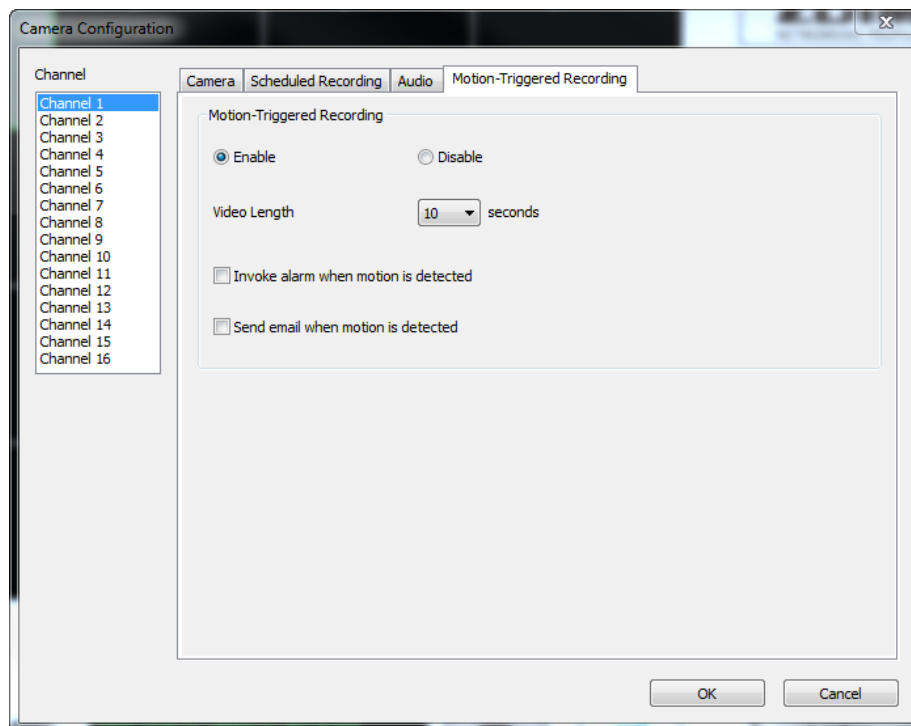 Camera Configuration
Channel
Channel 1
Channel 2
Channel 3
Channel 4
Channel 5
Channel 6
Channel 7
Channel 8
Channel 9
Channel 10
Channel 11
Channel 12
Channel 13
Channel 14
Channel 15
Channel 16
Camera Scheduled Recording Audio Motion-Triggered Recording
Motion-Triggered Recording
Enable Disable
Video Length 10 seconds
Invoke alarm when motion is detected
Send email when motion is detected
OK Cancel